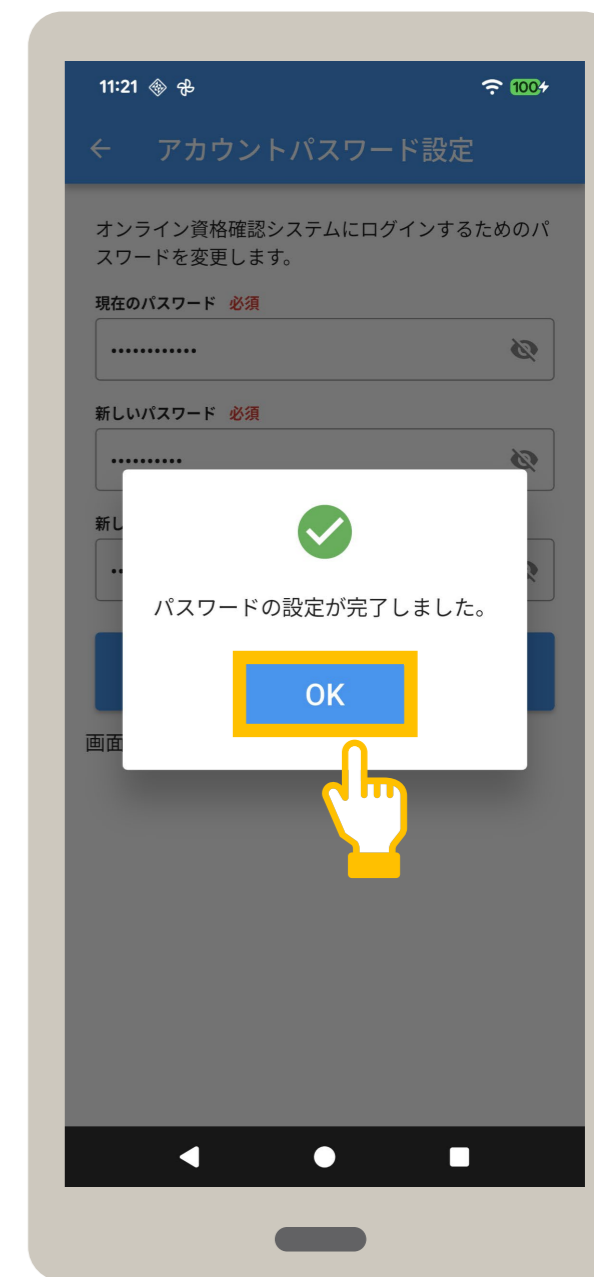 11:21
100
アカウントパスワード設定
オンライン資格確認システムにログインするためのパ
スワードを変更します。
現在のパスワード 必須
••••••••••••
新しいパスワード 必須
••••••••••
新し
パスワードの設定が完了しました。
OK
画面